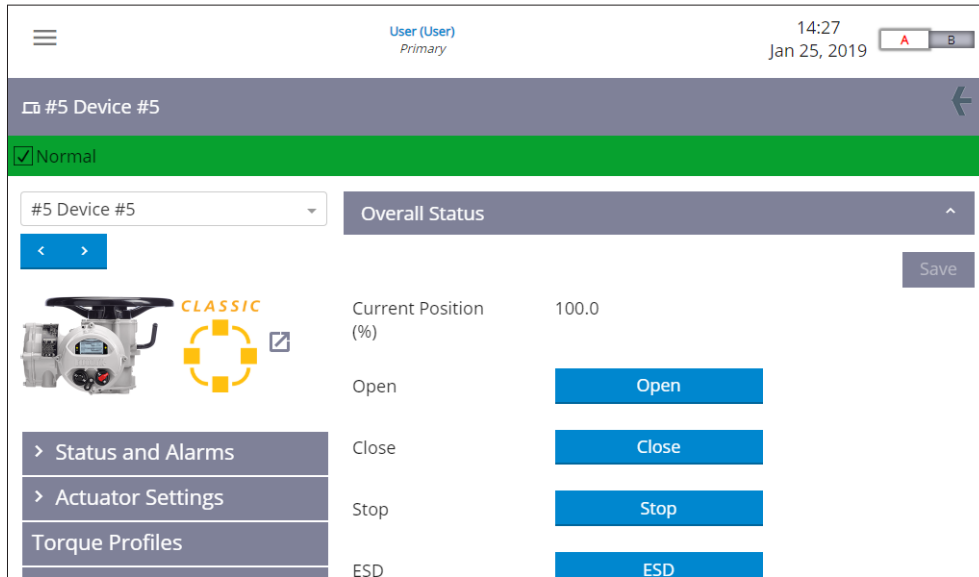 User (User)
Primary
14:27
Jan 25, 2019
A
B
#5 Device #5
Normal
#5 Device #5
Overall Status
Save
CLASSIC
Current Position
(%)
100.0
Open
Open
Status and Alarms
Close
Close
Actuator Settings
Stop
Stop
Torque Profiles
ESD
ESD